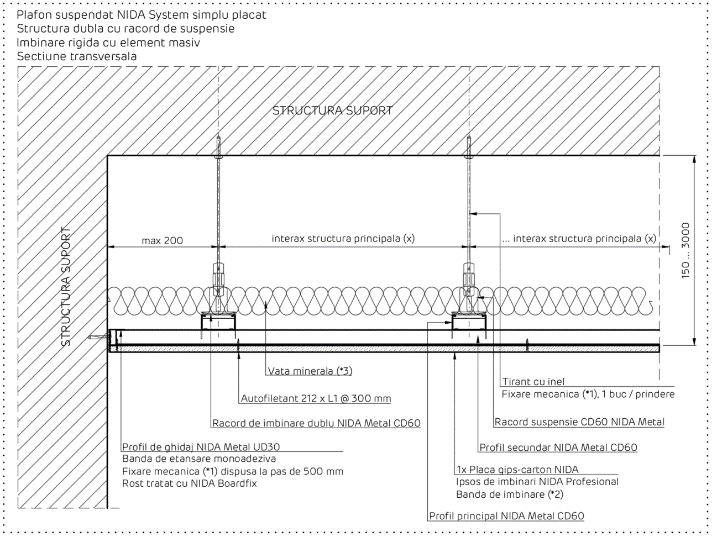 Plafon suspendat NIDA System simplu placat
Structura dubla cu racord de suspensie
Imbinare rigida cu element masiv
Sectiune transversala
STRUCTURA SUPORT
STRUCTURA SUPORT
max 200
interax structura principala (x)
... interax structura principala (x)
150 ... 3000
Vata minerala (*3)
Tirant cu inel
Fixare mecanica (*1), 1 buc / prindere
Autofiletant 212 x L1 @ 300 mm
Racord de imbinare dublu NIDA Metal CD60
Racord suspensie CD60 NIDA Metal
Profil de ghidaj NIDA Metal UD30
Banda de etansare monoadeziva
Fixare mecanica (*1) dispusa la pas de 500 mm
Rost tratat cu NIDA Boardfix
Profil secundar NIDA Metal CD60
1x Placa gips-carton NIDA
Ipsos de imbinari NIDA Profesional
Banda de imbinare (*2)
Profil principal NIDA Metal CD60